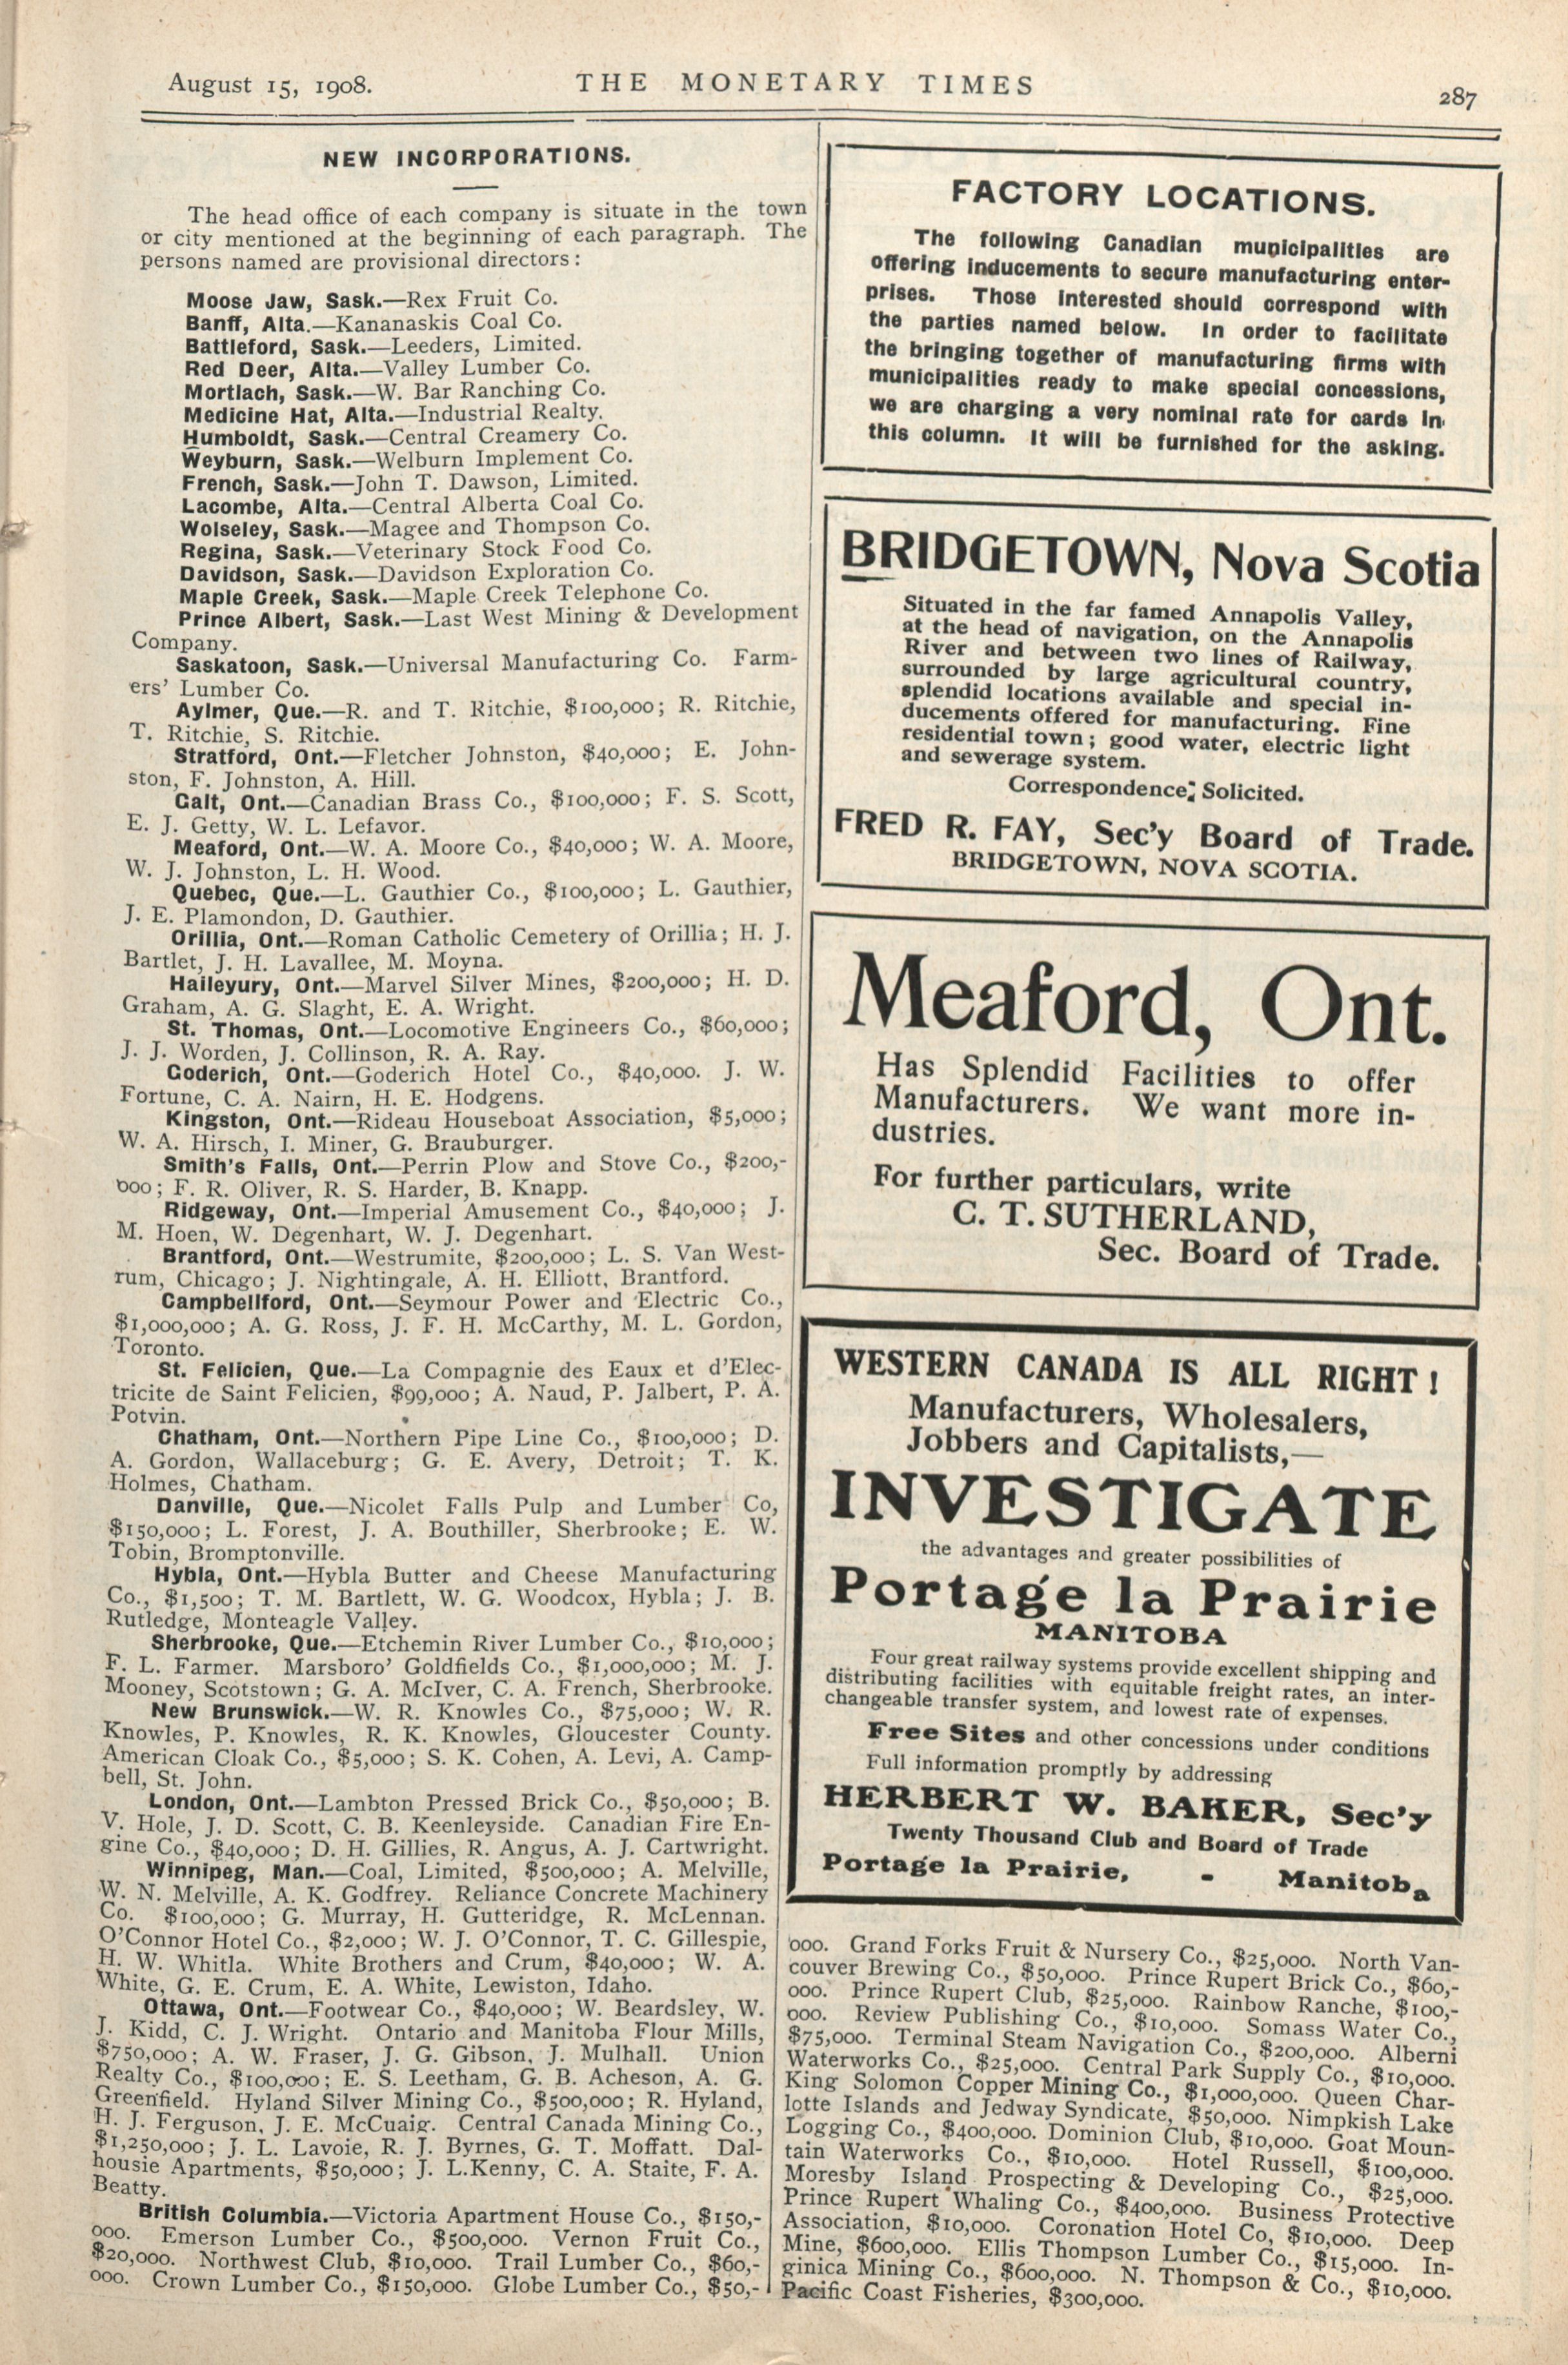 August 15, 1908.
THE MONETARY TIMES
287
NEW INCORPORATIONS.
The head office of each company is situate in the town
or city mentioned at the beginning of each paragraph. The
persons named are provisional directors:
Moose Jaw, Sask.—Rex Fruit Co.
Banff, Alta.—Kananaskis Coal Co.
Battleford, Sask.—Leeders, Limited.
Red Deer, Alta.—Valley Lumber Co.
Mortlach, Sask.—W. Bar Ranching Co.
Medicine Hat, Alta.—Industrial Realty.
Humboldt, Sask.—Central Creamery Co.
Weyburn, Sask.—Welburn Implement Co.
French, Sask.—John T. Dawson, Limited.
Lacombe, Alta.—Central Alberta Coal Co.
Wolseley, Sask.—Magee and Thompson Co.
Regina, Sask.—Veterinary Stock Food Co.
Davidson, Sask.—Davidson Exploration Co.
Maple Creek, Sask.—Maple Creek Telephone Co.
Prince Albert, Sask.—Last West Mining & Development
Company.
Saskatoon, Sask.—Universal Manufacturing Co. Farm-
ers' Lumber Co.
Aylmer, Que.—R. and T. Ritchie, $100,000; R. Ritchie,
T. Ritchie, S. Ritchie.
Stratford, Ont.—Fletcher Johnston, $40,000; E. John-
ston, F. Johnston, A. Hill.
Galt, Ont.—Canadian Brass Co., $100,000; F. S. Scott,
E. J. Getty, W. L. Lefavor.
Meaford, Ont.—W. A. Moore Co., $40,000; W. A. Moore,
W. J. Johnston, L. H. Wood.
Quebec, Que.—L. Gauthier Co., $100,000; L. Gauthier,
J. E. Plamondon, D. Gauthier.
Orillia, Ont.—Roman Catholic Cemetery of Orillia; H. J.
Bartlet, J. H. Lavallee, M. Moyna.
Haileyury, Ont.—Marvel Silver Mines, $200,000; H. D.
Graham, A. G. Slaght, E. A. Wright.
St. Thomas, Ont.—Locomotive Engineers Co., $60,000;
J. J. Worden, J. Collinson, R. A. Ray.
Goderich, Ont.—Goderich Hotel Co., $40,000. J. W.
Fortune, C. A. Nairn, H. E. Hodgens.
Kingston, Ont.—Rideau Houseboat Association, $5,000;
W. A. Hirsch, I. Miner, G. Brauburger.
Smith's Falls, Ont.—Perrin Plow and Stove Co., $200,-
000; F. R. Oliver, R. S. Harder, B. Knapp.
Ridgeway, Ont.—Imperial Amusement Co., $40,000; J.
M. Hoen, W. Degenhart, W. J. Degenhart.
Brantford, Ont.—Westrumite, $200,000; L. S. Van West-
rum, Chicago; J. Nightingale, A. H. Elliott, Brantford.
Campbellford, Ont.—Seymour Power and Electric Co.,
$1,000,000; A. G. Ross, J. F. H. McCarthy, M. L. Gordon,
Toronto.
St. Felicien, Que.—La Compagnie des Eaux et d'Elec-
tricite de Saint Felicien, $99,000; A. Naud, P. Jalbert, P. A.
Potvin.
Chatham, Ont.—Northern Pipe Line Co., $100,000; D.
A. Gordon, Wallaceburg; G. E. Avery, Detroit; T. K.
Holmes, Chatham.
Danville, Que.—Nicolet Falls Pulp and Lumber Co,
$150,000; L. Forest, J. A. Bouthiller, Sherbrooke; E. W.
Tobin, Bromptonville.
Hybla, Ont.—Hybla Butter and Cheese Manufacturing
Co., $1,500; T. M. Bartlett, W. G. Woodcox, Hybla; J. B.
Rutledge, Monteagle Valley.
Sherbrooke, Que.—Etchemin River Lumber Co., $10,000;
F. L. Farmer. Marsboro' Goldfields Co., $1,000,000; M. J.
Mooney, Scotstown; G. A. McIver, C. A. French, Sherbrooke.
New Brunswick.—W. R. Knowles Co., $75,000; W. R.
Knowles, P. Knowles, R. K. Knowles, Gloucester County.
American Cloak Co., $5,000; S. K. Cohen, A. Levi, A. Camp-
bell, St. John.
London, Ont.—Lambton Pressed Brick Co., $50,000; B.
V. Hole, J. D. Scott, C. B. Keenleyside. Canadian Fire En-
gine Co., $40,000; D. H. Gillies, R. Angus, A. J. Cartwright.
Winnipeg, Man.—Coal, Limited, $500,000; A. Melville,
W. N. Melville, A. K. Godfrey. Reliance Concrete Machinery
Co. $100,000; G. Murray, H. Gutteridge, R. McLennan.
O'Connor Hotel Co., $2,000; W. J. O'Connor, T. C. Gillespie,
H. W. Whitla. White Brothers and Crum, $40,000; W. A.
White, G. E. Crum, E. A. White, Lewiston, Idaho.
Ottawa, Ont.—Footwear Co., $40,000; W. Beardsley, W.
J. Kidd, C. J. Wright. Ontario and Manitoba Flour Mills,
$750,000; A. W. Fraser, J. G. Gibson, J. Mulhall. Union
Realty Co., $100,000; E. S. Leetham, G. B. Acheson, A. G.
Greenfield. Hyland Silver Mining Co., $500,000; R. Hyland,
H. J. Ferguson, J. E. McCuaig. Central Canada Mining Co.,
$1,250,000; J. L. Lavoie, R. J. Byrnes, G. T. Moffatt. Dal-
housie Apartments, $50,000; J. L.Kenny, C. A. Staite, F. A.
Beatty.
British Columbia.—Victoria Apartment House Co., $150,-
000. Emerson Lumber Co., $500,000. Vernon Fruit Co.,
$20,000. Northwest Club, $10,000. Trail Lumber Co., $60,-
000. Crown Lumber Co., $150,000. Globe Lumber Co., $50,-
FACTORY LOCATIONS.
The following Canadian municipalities are
offering inducements to secure manufacturing enter-
prises. Those interested should correspond with
the parties named below. In order to facilitate
the bringing together of manufacturing firms with
municipalities ready to make special concessions,
we are charging a very nominal rate for cards in
this column. It will be furnished for the asking.
BRIDGETOWN, Nova Scotia
Situated in the far famed Annapolis Valley,
at the head of navigation, on the Annapolis
River and between two lines of Railway,
surrounded by large agricultural country,
splendid locations available and special in-
ducements offered for manufacturing. Fine
residential town; good water, electric light
and sewerage system.
Correspondence Solicited.
FRED R. FAY, Sec'y Board of Trade.
BRIDGETOWN, NOVA SCOTIA.
Meaford, Ont.
Has Splendid Facilities to offer
Manufacturers. We want more in-
dustries.
For further particulars, write
C. T. SUTHERLAND,
Sec. Board of Trade.
WESTERN CANADA IS ALL RIGHT!
Manufacturers, Wholesalers,
Jobbers and Capitalists,—
INVESTIGATE
the advantages and greater possibilities of
Portage la Prairie
MANITOBA
Four great railway systems provide excellent shipping and
distributing facilities with equitable freight rates, an inter-
changeable transfer system, and lowest rate of expenses.
Free Sites and other concessions under conditions
Full information promptly by addressing
HERBERT W. BAKER, Sec'y
Twenty Thousand Club and Board of Trade
Portage la Prairie, - Manitoba
000. Grand Forks Fruit & Nursery Co., $25,000. North Van-
couver Brewing Co., $50,000. Prince Rupert Brick Co., $60,-
000. Prince Rupert Club, $25,000. Rainbow Ranche, $100,-
000. Review Publishing Co., $10,000. Somass Water Co.,
$75,000. Terminal Steam Navigation Co., $200,000. Alberni
Waterworks Co., $25,000. Central Park Supply Co., $10,000.
King Solomon Copper Mining Co., $1,000,000. Queen Char-
lotte Islands and Jedway Syndicate, $50,000. Nimpkish Lake
Logging Co., $400,000. Dominion Club, $10,000. Goat Moun-
tain Waterworks Co., $10,000. Hotel Russell, $100,000.
Moresby Island Prospecting & Developing Co., $25,000.
Prince Rupert Whaling Co., $400,000. Business Protective
Association, $10,000. Coronation Hotel Co, $10,000. Deep
Mine, $600,000. Ellis Thompson Lumber Co., $15,000. In-
ginica Mining Co., $600,000. N. Thompson & Co., $10,000.
Pacific Coast Fisheries, $300,000.